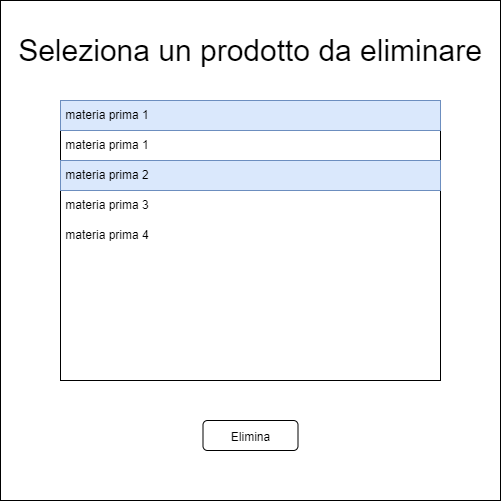 Seleziona un prodotto da eliminare
materia prima 1
materia prima 1
materia prima 2
materia prima 3
materia prima 4
Elimina